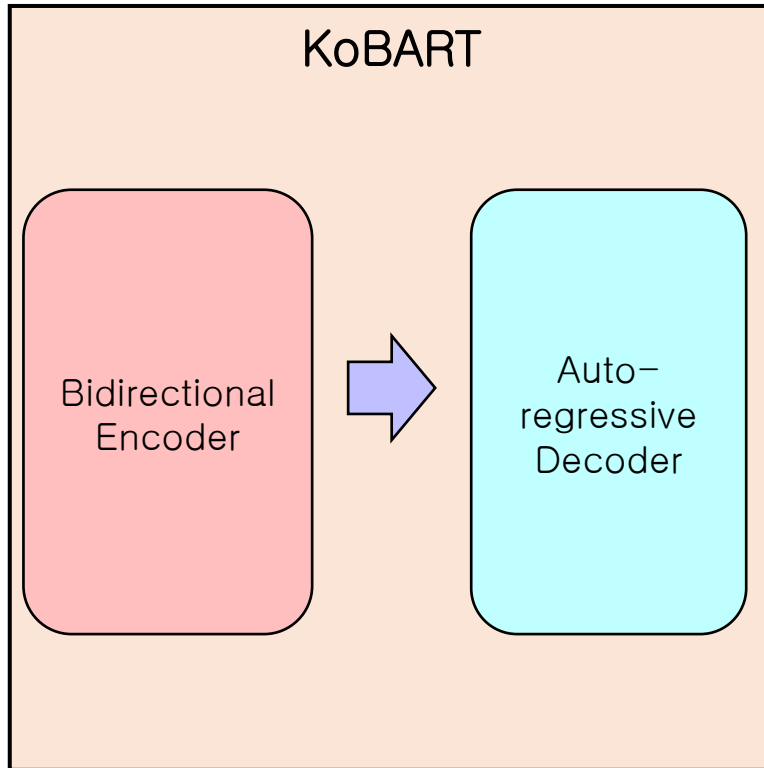 KoBART
Bidirectional
Encoder
Auto-
regressive
Decoder